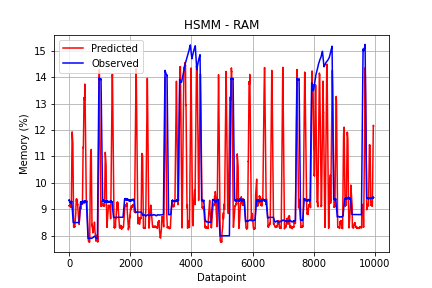 HSMM - RAM
Predicted
Observed
Memory (%)
15
14
13
12
11
10
9
8
0
2000
4000
6000
8000
10000
Datapoint